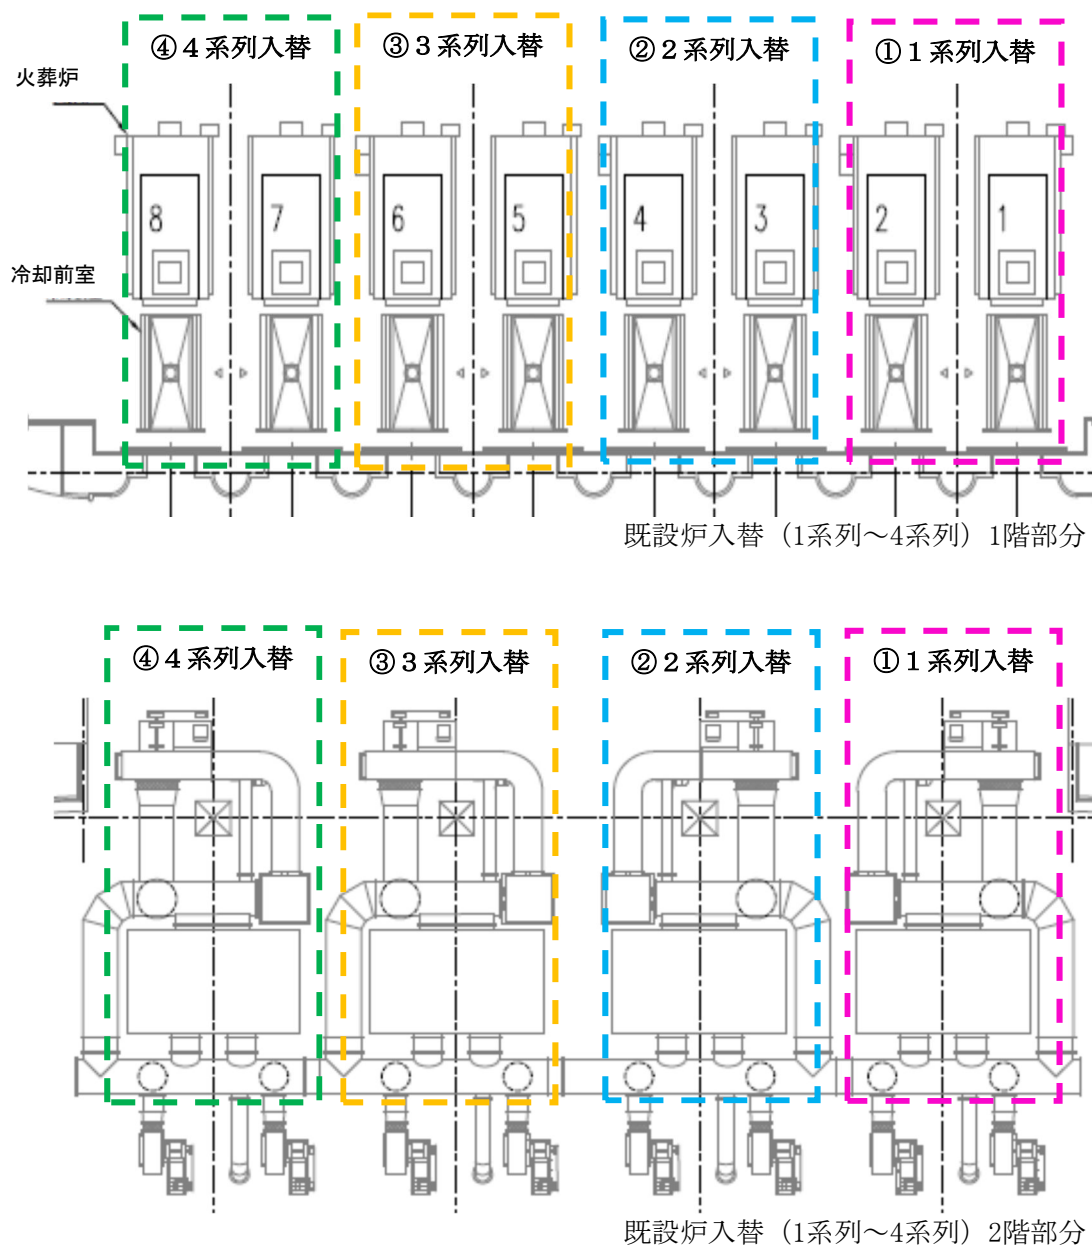 ④４系列入替
③３系列入替
②２系列入替
①１系列入替
火葬炉
8
7
6
5
4
3
2
1
冷却前室
既設炉入替（1系列～4系列）1階部分
④４系列入替
③３系列入替
②２系列入替
①１系列入替
既設炉入替（1系列～4系列）2階部分